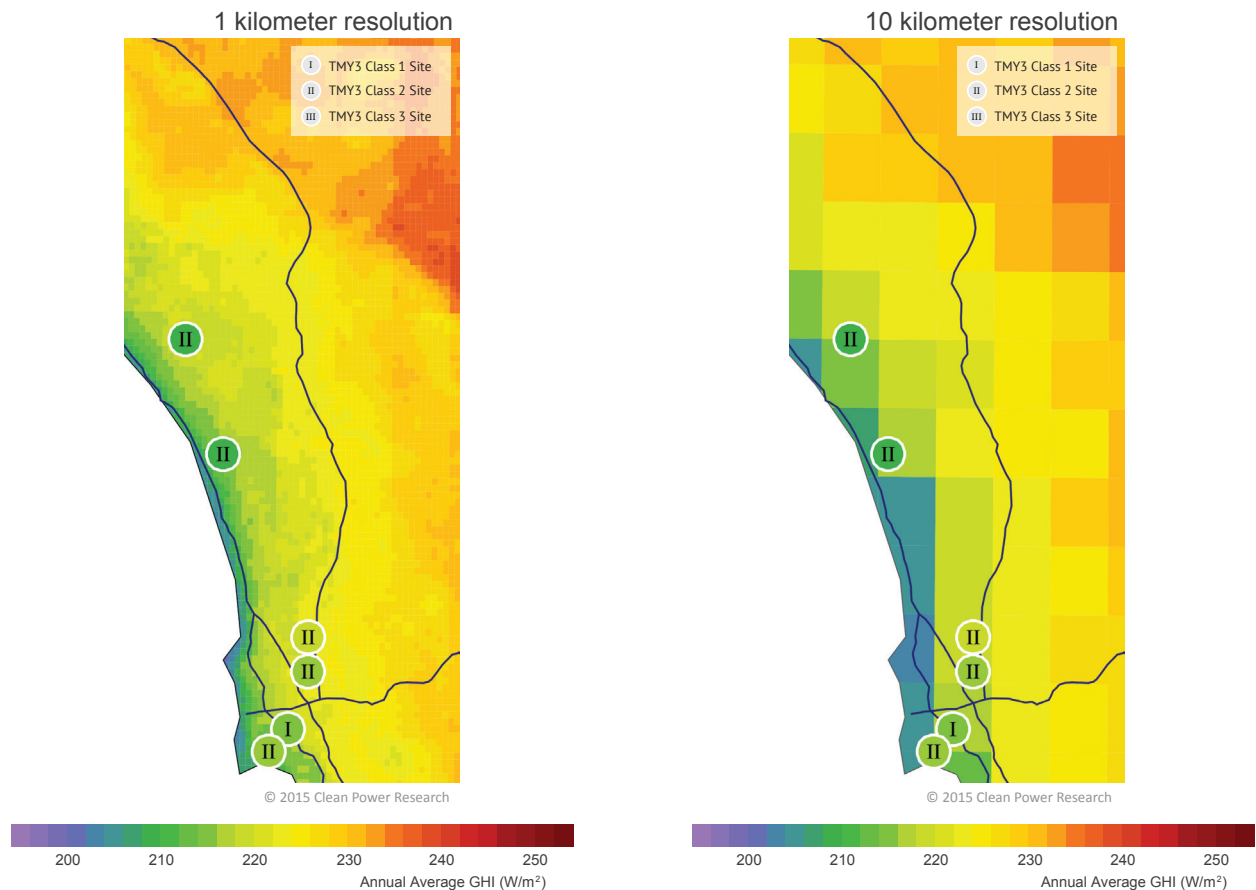 1 kilometer resolution
I TMY3 Class 1 Site
II TMY3 Class 2 Site
III TMY3 Class 3 Site
II
II
II
II
I
II
© 2015 Clean Power Research
200 210 220 230 240 250
Annual Average GHI (W/m²)
10 kilometer resolution
I TMY3 Class 1 Site
II TMY3 Class 2 Site
III TMY3 Class 3 Site
II
II
II
II
I
II
© 2015 Clean Power Research
200 210 220 230 240 250
Annual Average GHI (W/m²)